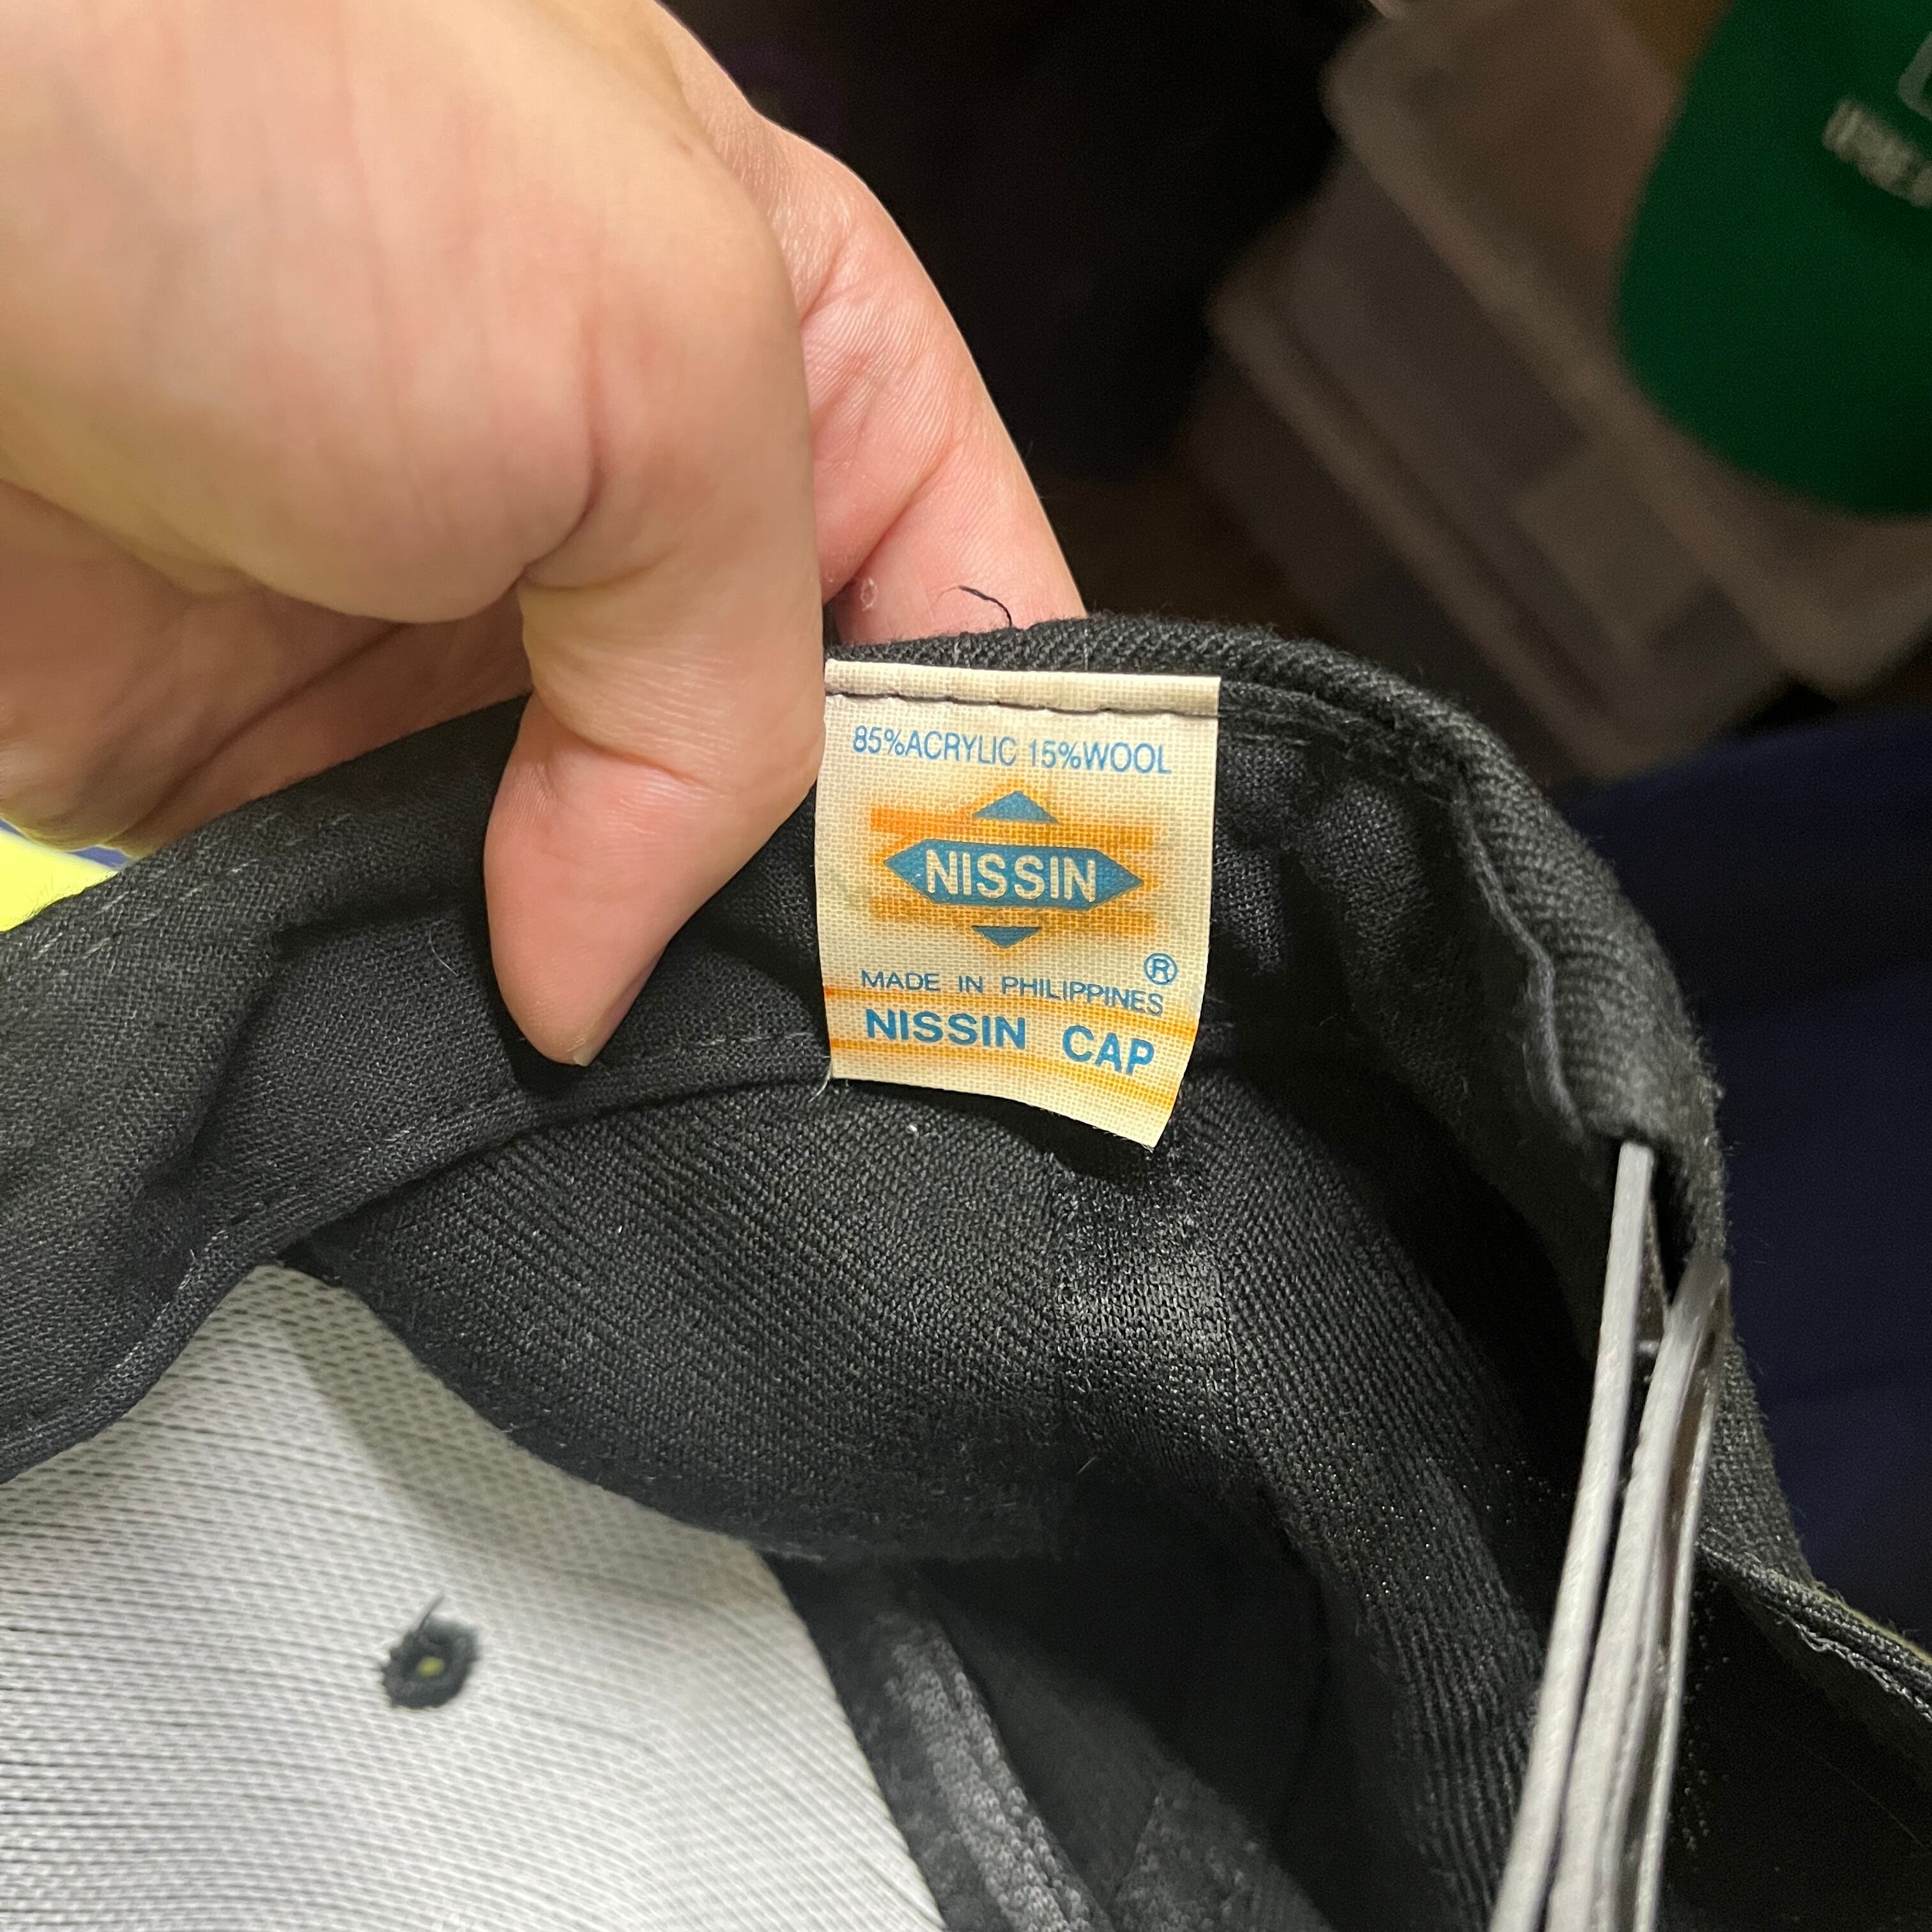 85%ACRYLIC 15%WOOL
NISSIN
®
MADE IN PHILIPPINES
NISSIN CAP